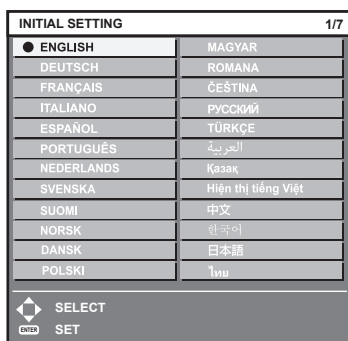 INITIAL SETTING 1/7
ENGLISH
DEUTSCH
FRANÇAIS
ITALIANO
ESPAÑOL
PORTUGUÊS
NEDERLANDS
SVENSKA
SUOMI
NORSK
DANSK
POLSKI
MAGYAR
ROMANA
ČEŠTINA
РУССКИЙ
TÜRKÇE
العربية
Қазақ
Hiện thị tiếng Việt
中文
한국어
日本語
ไทย
SELECT
ENTER SET